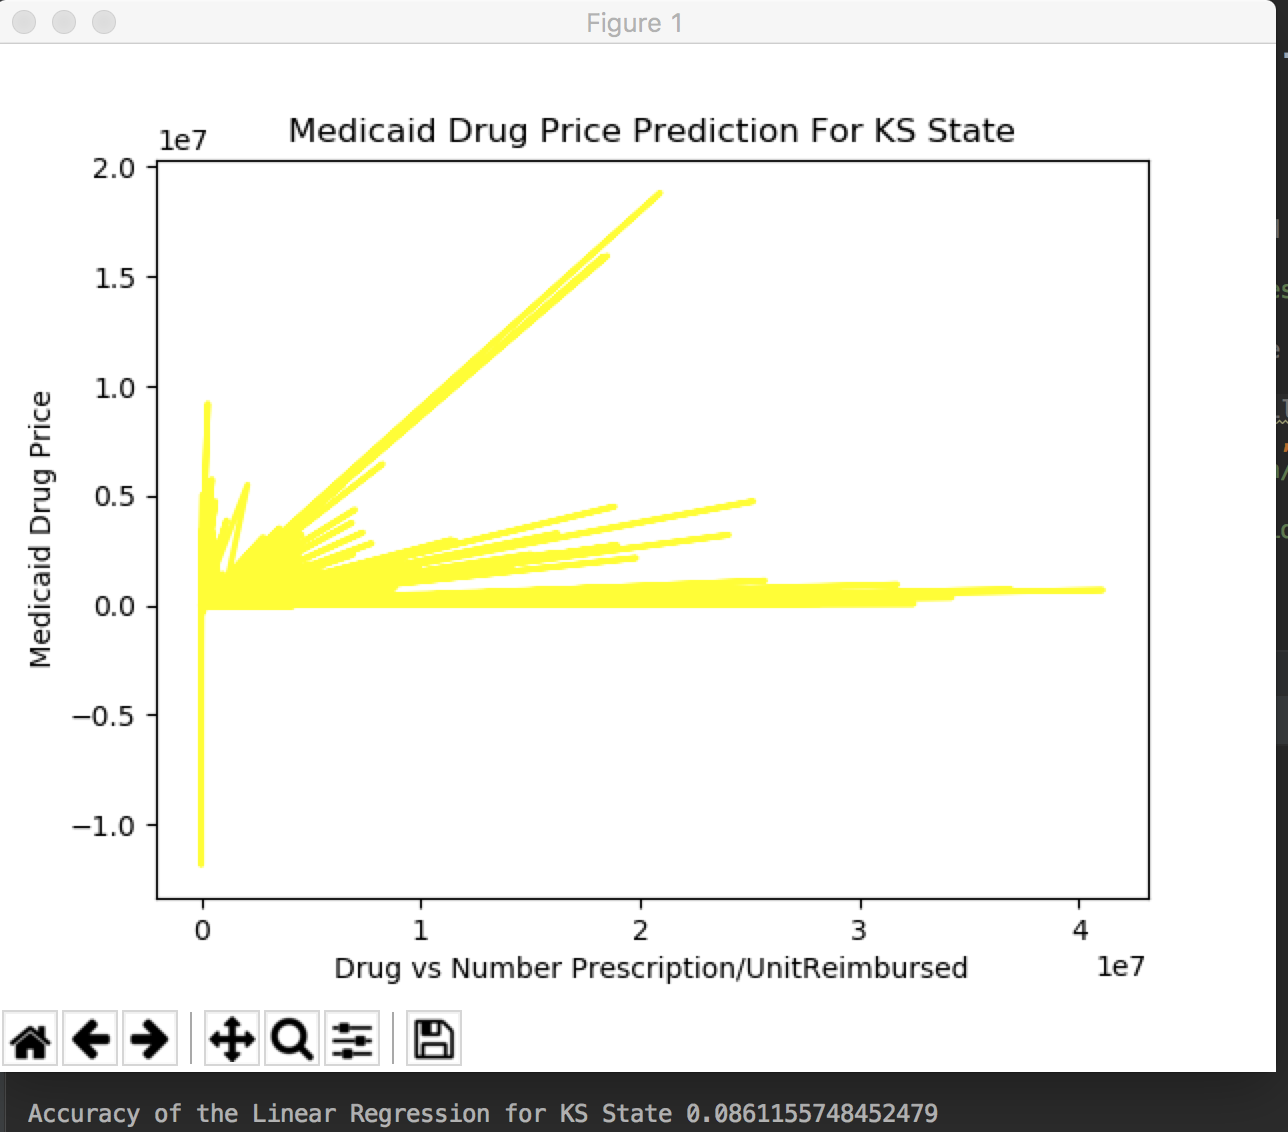 Figure 1
Medicaid Drug Price Prediction For KS State
1e7
2.0
1.5
1.0
0.5
0.0
−0.5
−1.0
Medicaid Drug Price
0 1 2 3 4
Drug vs Number Prescription/UnitReimbursed
1e7
Accuracy of the Linear Regression for KS State 0.0861155748452479